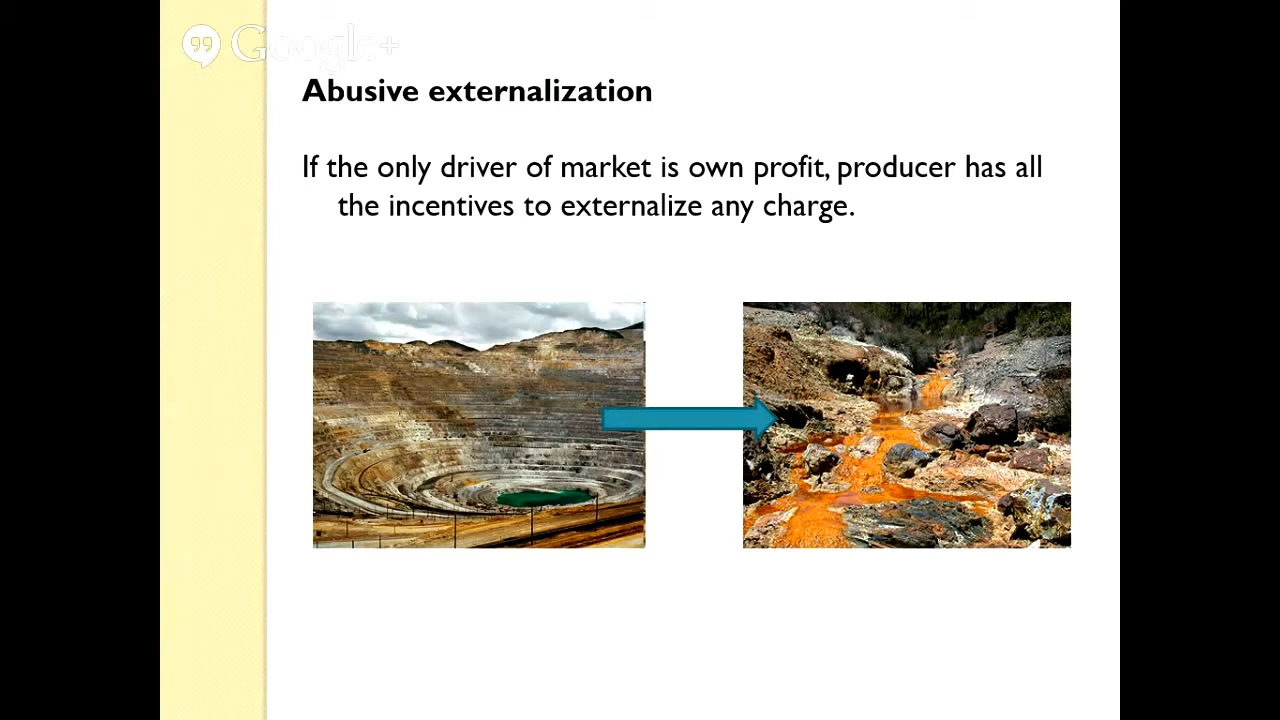 Google+
Abusive externalization
If the only driver of market is own profit, producer has all
the incentives to externalize any charge.